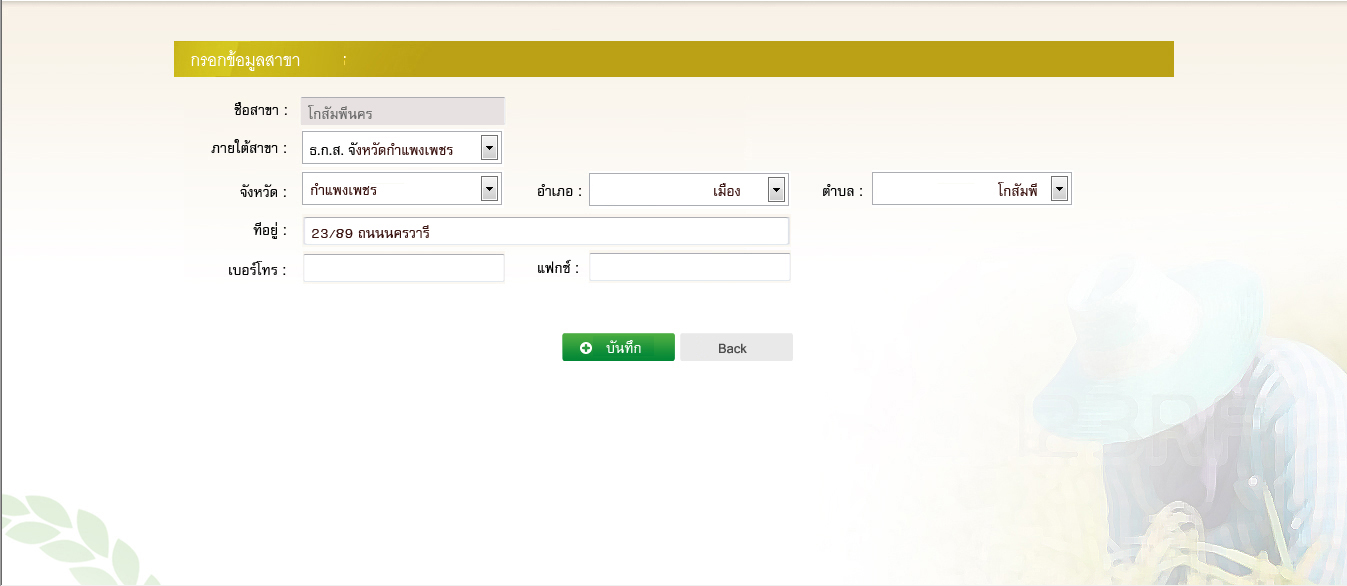 กรอกข้อมูลสาขา
ชื่อสาขา : โกสัมพีนคร
ภายใต้สาขา : ธ.ก.ส. จังหวัดกำแพงเพชร
จังหวัด : กำแพงเพชร อำเภอ : เมือง ตำบล : โกสัมพี
ที่อยู่ : 23/89 ถนนนครวารี
เบอร์โทร : แฟกซ์ :
บันทึก Back